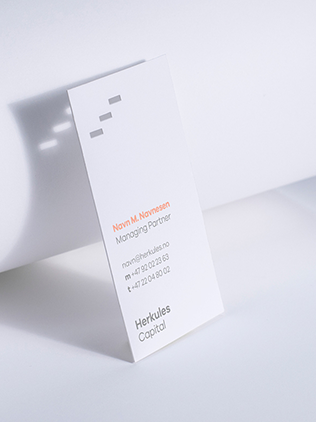 Navn M. Navnesen
Managing Partner
navn@herkules.no
m +47 92 02 23 63
t +47 22 04 80 02
Herkules
Capital